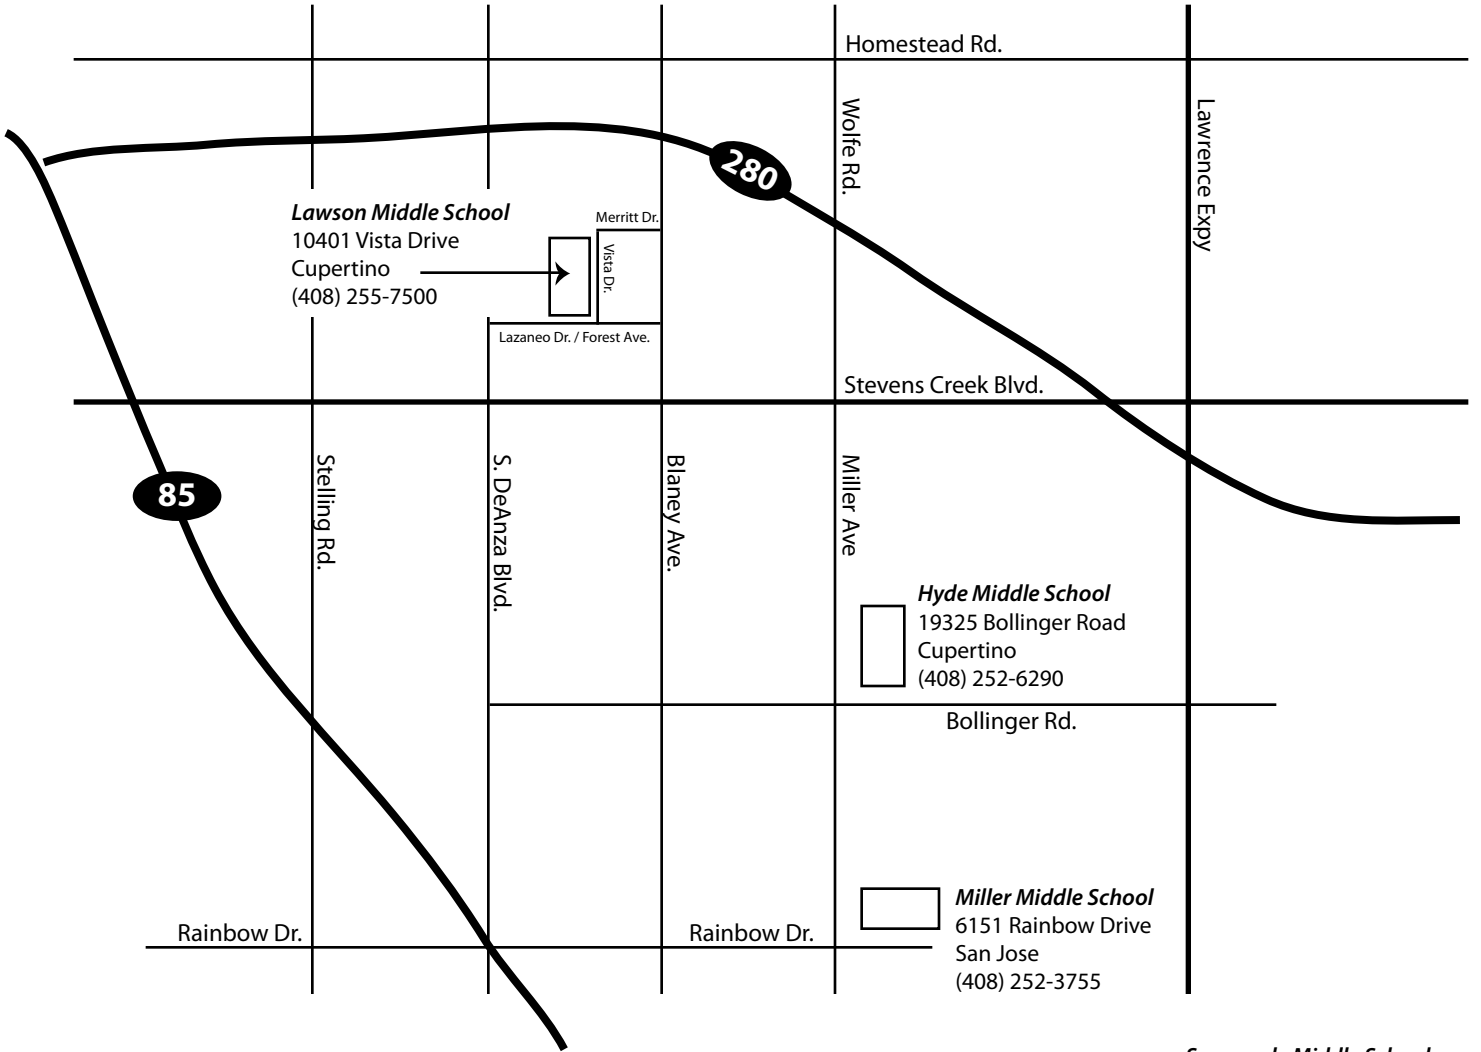 Homestead Rd.
Wolfe Rd.
Lawrence Expy
280
Lawson Middle School
10401 Vista Drive
Cupertino
(408) 255-7500
Merritt Dr.
Vista Dr.
Lazaneo Dr. / Forest Ave.
Stevens Creek Blvd.
85
Stelling Rd.
S. DeAnza Blvd.
Blaney Ave.
Miller Ave
Hyde Middle School
19325 Bollinger Road
Cupertino
(408) 252-6290
Bollinger Rd.
Miller Middle School
6151 Rainbow Drive
San Jose
(408) 252-3755
Rainbow Dr.
Rainbow Dr.
Middle School